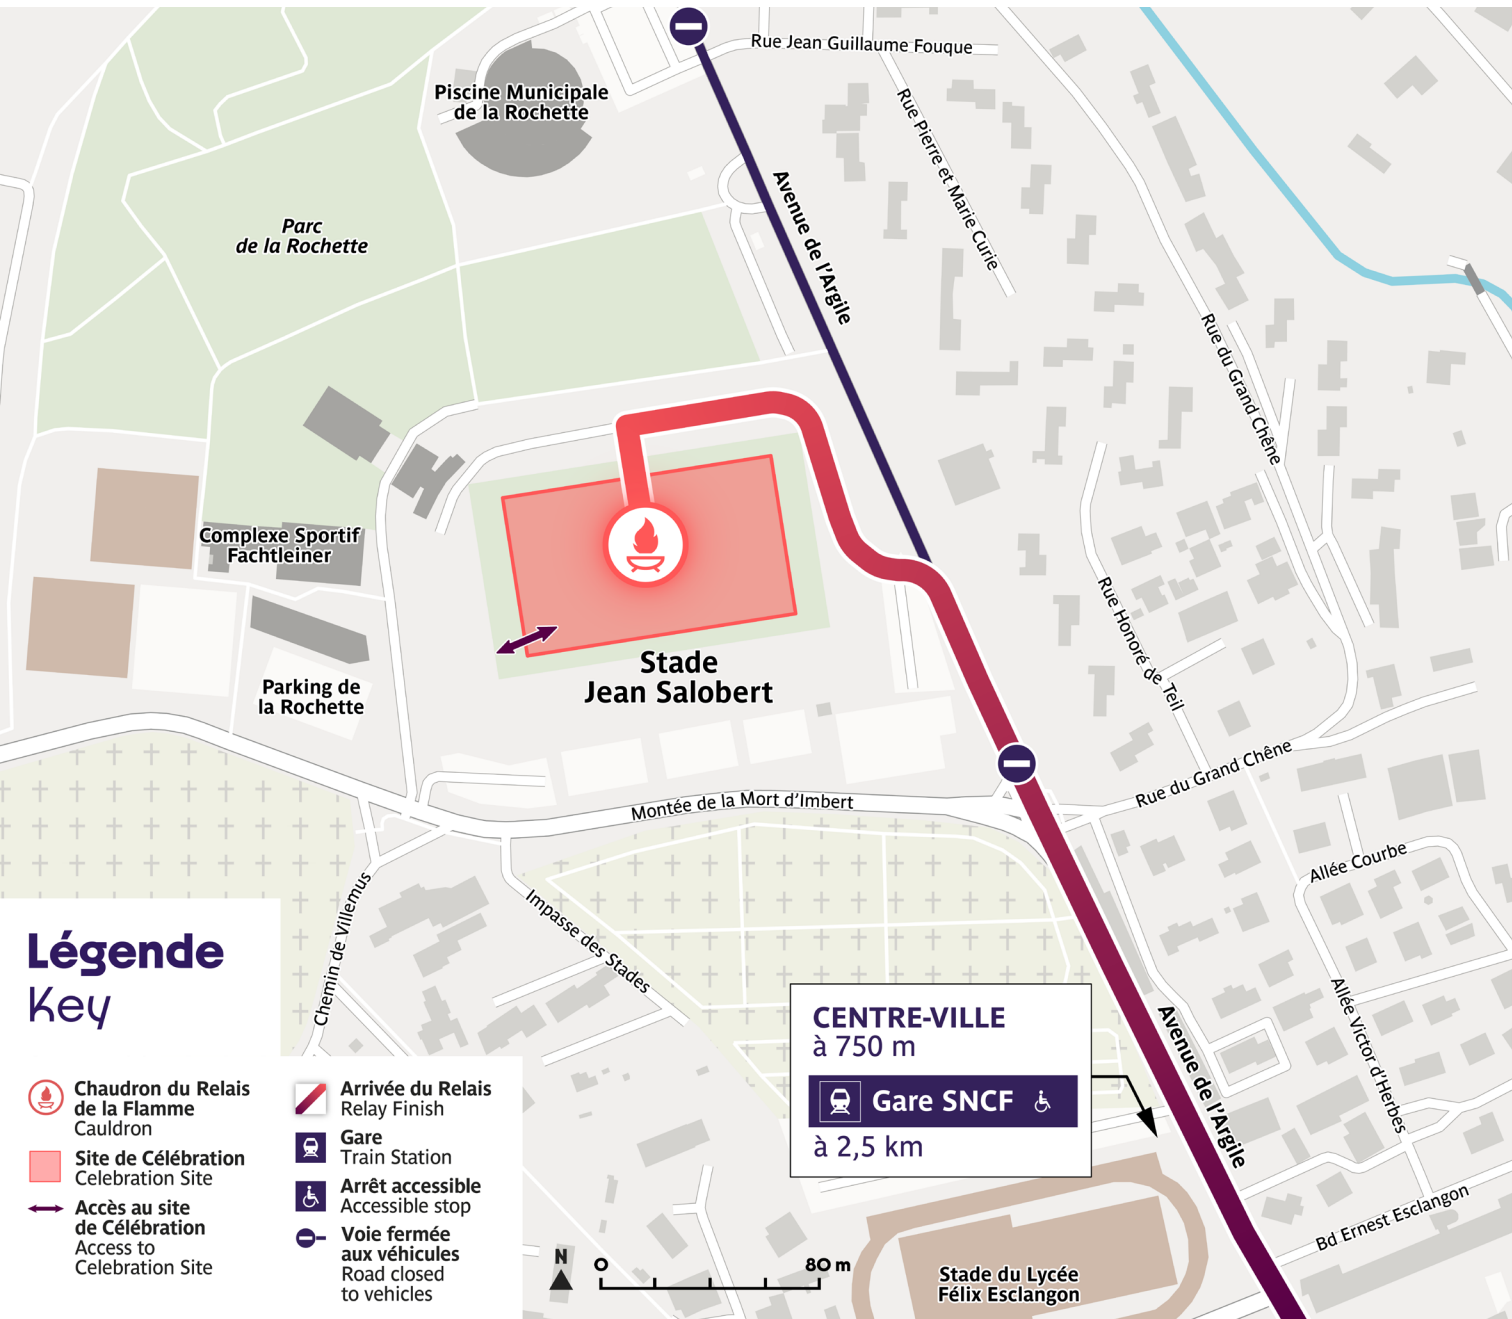 Rue Jean Guillaume Fouque
Piscine Municipale
de la Rochette
Rue Pierre et Marie Curie
Avenue de l'Argile
Parc
de la Rochette
Rue du Grand Chêne
Complexe Sportif
Fachtleiner
Rue Honoré de Teil
Stade
Jean Salobert
Parking de
la Rochette
Rue du Grand Chêne
Montée de la Mort d'Imbert
Allée Courbe
Chemin de Villemus
Impasse des Stades
Allée Victor d'Herbes
Avenue de l'Argile
Bd Ernest Esclangon
CENTRE-VILLE
à 750 m
Gare SNCF
à 2,5 km
Stade du Lycée
Félix Esclangon
Légende
Key
Chaudron du Relais
de la Flamme
Cauldron
Site de Célébration
Celebration Site
Accès au site
de Célébration
Access to
Celebration Site
Arrivée du Relais
Relay Finish
Gare
Train Station
Arrêt accessible
Accessible stop
Voie fermée
aux véhicules
Road closed
to vehicles
N
0 80 m